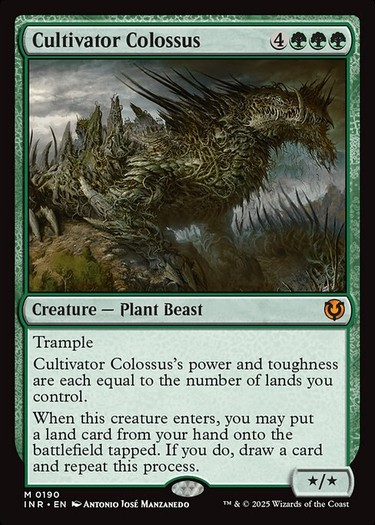 Cultivator Colossus 4
Creature — Plant Beast
Trample
Cultivator Colossus's power and toughness
are each equal to the number of lands you
control.
When this creature enters, you may put
a land card from your hand onto the
battlefield tapped. If you do, draw a card
and repeat this process.
*/*
M 0190
INR • EN Antonio José Manzanedo
™ & © 2025 Wizards of the Coast